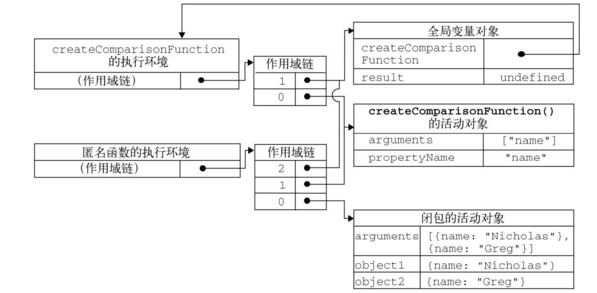 全局变量对象
createComparison
Function
result undefined
createComparisonFunction
的执行环境
(作用域链)
作用域链
1
0
createComparisonFunction()
的活动对象
arguments ["name"]
propertyName "name"
匿名函数的执行环境
(作用域链)
作用域链
2
1
0
闭包的活动对象
arguments [{name: "Nicholas"},
{name: "Greg"}]
object1 {name: "Nicholas"}
object2 {name: "Greg"}